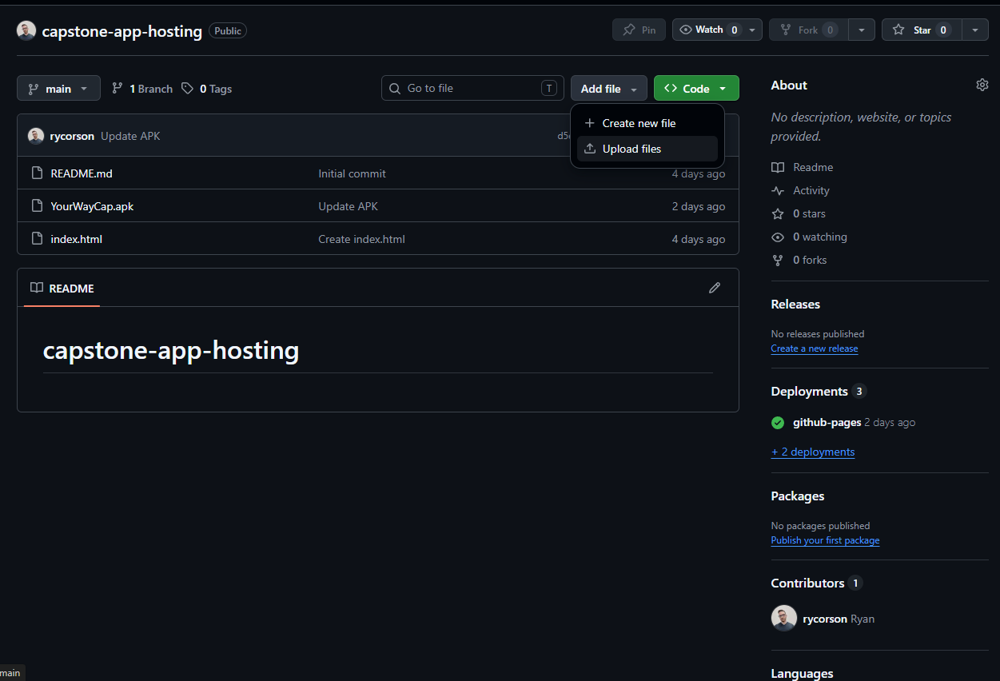 capstone-app-hosting Public
Pin Watch 0 Fork 0 Star 0
main 1 Branch 0 Tags Go to file T Add file <> Code
Create new file
Upload files
rycorson Update APK
README.md Initial commit 4 days ago
YourWayCap.apk Update APK 2 days ago
index.html Create index.html 4 days ago
README
capstone-app-hosting
About
No description, website, or topics
provided.
Readme
Activity
0 stars
0 watching
0 forks
Releases
No releases published
Create a new release
Deployments 3
github-pages 2 days ago
+ 2 deployments
Packages
No packages published
Publish your first package
Contributors 1
rycorson Ryan
Languages
main